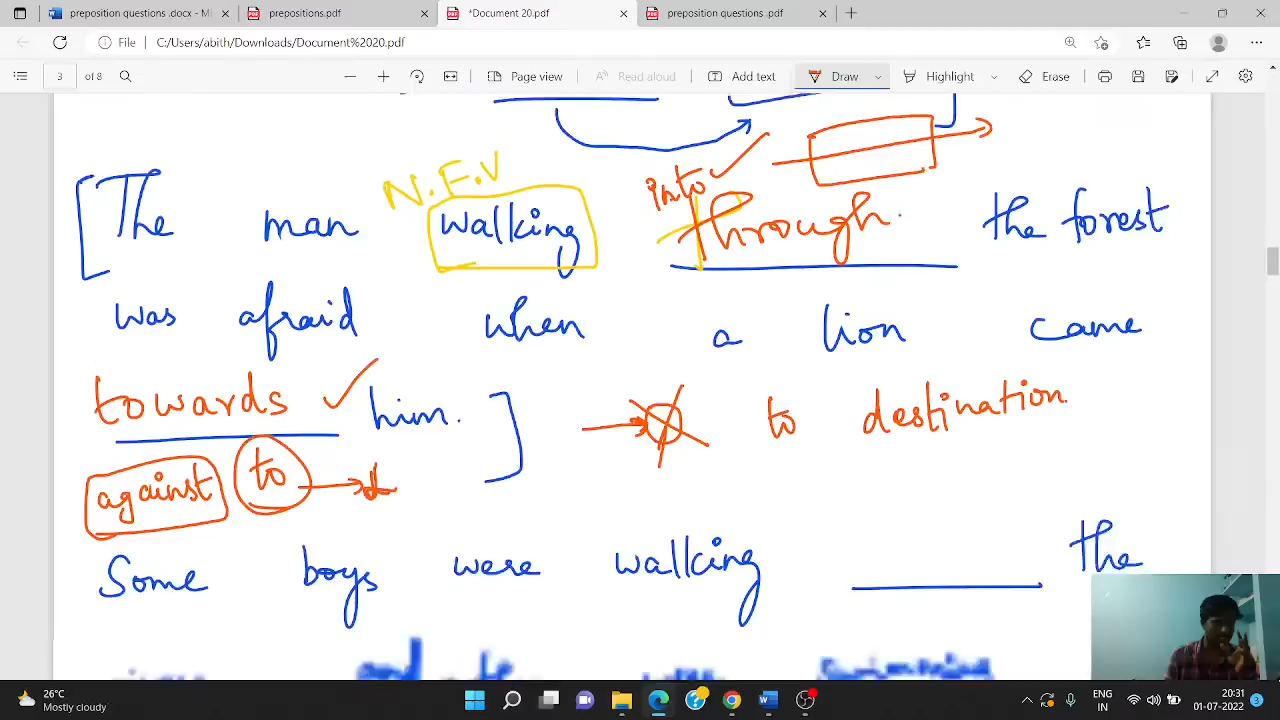 preposition questions .docx - Mi
prepositions.pdf
*Document 20.pdf
preposition questions .pdf
File C:/Users/abith/Downloads/Document%2020.pdf
3 of 8
Page view
Read aloud
Add text
Draw
Highlight
Erase
N.F.V
into
The man walking through the forest
was afraid when a lion came
towards him.
to destination
against to
Some boys were walking the
and
swimming
26°C
Mostly cloudy
ENG
IN
20:31
01-07-2022